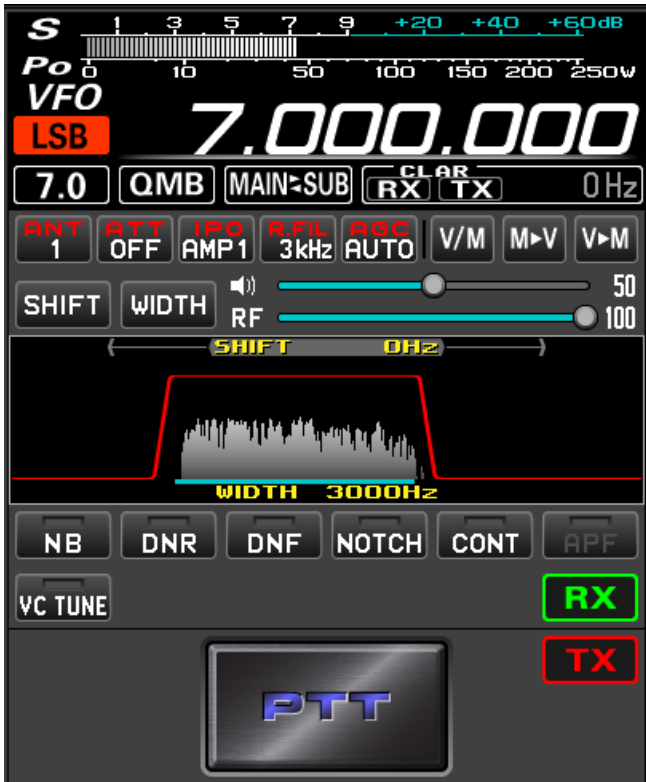 S 1 3 5 7 9 +20 +40 +60dB
Po 0 10 50 100 150 200 250W
VFO
LSB 7.000.000
7.0 QMB MAIN SUB CLAR RX TX 0Hz
ANT 1 ATT OFF IPO AMP1 R.FIL 3kHz AGC AUTO V/M M►V V►M
SHIFT WIDTH 50
RF 100
SHIFT 0Hz
WIDTH 3000Hz
NB DNR DNF NOTCH CONT APF
VC TUNE RX
TX
PTT